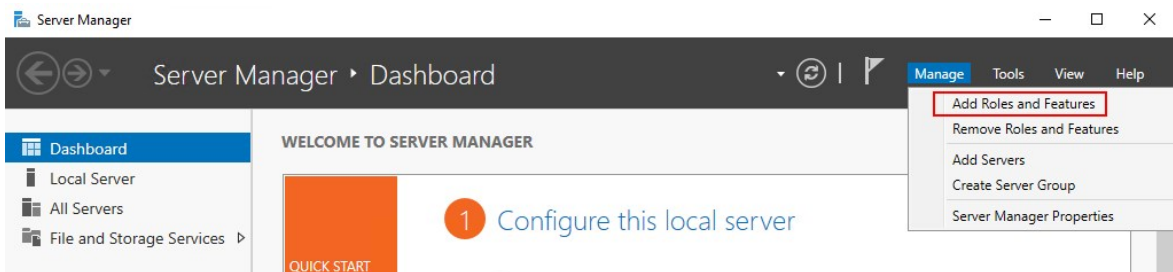 Server Manager
Server Manager ‣ Dashboard
Manage Tools View Help
Add Roles and Features
Remove Roles and Features
Add Servers
Create Server Group
Server Manager Properties
Dashboard
Local Server
All Servers
File and Storage Services
WELCOME TO SERVER MANAGER
QUICK START
1 Configure this local server